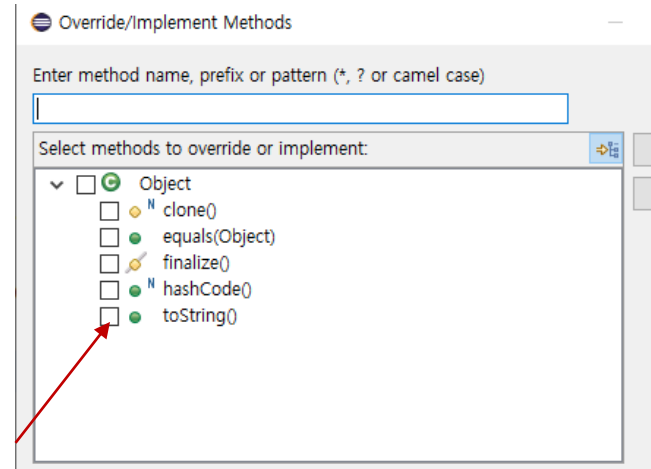 Override/Implement Methods
Enter method name, prefix or pattern (*, ? or camel case)
Select methods to override or implement:
C Object
N clone()
equals(Object)
finalize()
N hashCode()
toString()